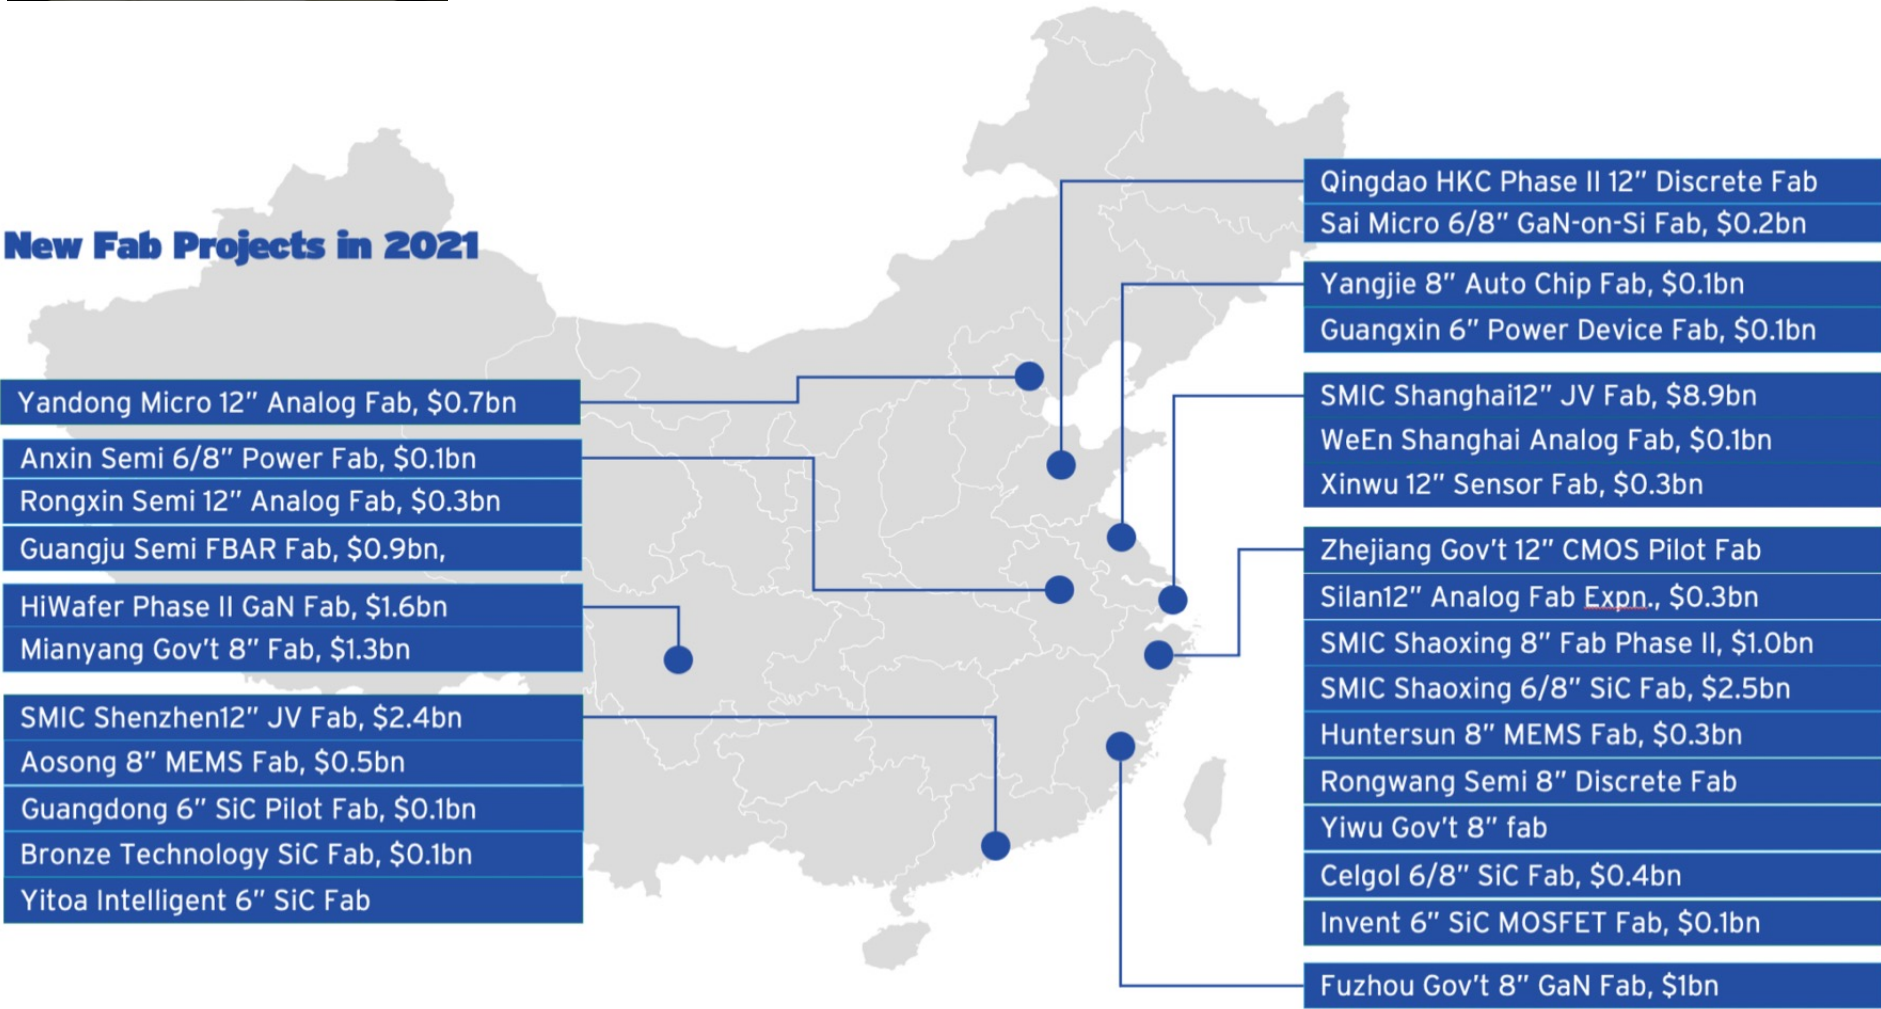 New Fab Projects in 2021
Yandong Micro 12” Analog Fab, $0.7bn
Anxin Semi 6/8” Power Fab, $0.1bn
Rongxin Semi 12” Analog Fab, $0.3bn
Guangju Semi FBAR Fab, $0.9bn,
HiWafer Phase II GaN Fab, $1.6bn
Mianyang Gov’t 8” Fab, $1.3bn
SMIC Shenzhen12” JV Fab, $2.4bn
Aosong 8” MEMS Fab, $0.5bn
Guangdong 6” SiC Pilot Fab, $0.1bn
Bronze Technology SiC Fab, $0.1bn
Yitoa Intelligent 6” SiC Fab
Qingdao HKC Phase II 12” Discrete Fab
Sai Micro 6/8” GaN-on-Si Fab, $0.2bn
Yangjie 8” Auto Chip Fab, $0.1bn
Guangxin 6” Power Device Fab, $0.1bn
SMIC Shanghai12” JV Fab, $8.9bn
WeEn Shanghai Analog Fab, $0.1bn
Xinwu 12” Sensor Fab, $0.3bn
Zhejiang Gov’t 12” CMOS Pilot Fab
Silan12” Analog Fab Expn., $0.3bn
SMIC Shaoxing 8” Fab Phase II, $1.0bn
SMIC Shaoxing 6/8” SiC Fab, $2.5bn
Huntersun 8” MEMS Fab, $0.3bn
Rongwang Semi 8” Discrete Fab
Yiwu Gov’t 8” fab
Celgol 6/8” SiC Fab, $0.4bn
Invent 6” SiC MOSFET Fab, $0.1bn
Fuzhou Gov’t 8” GaN Fab, $1bn